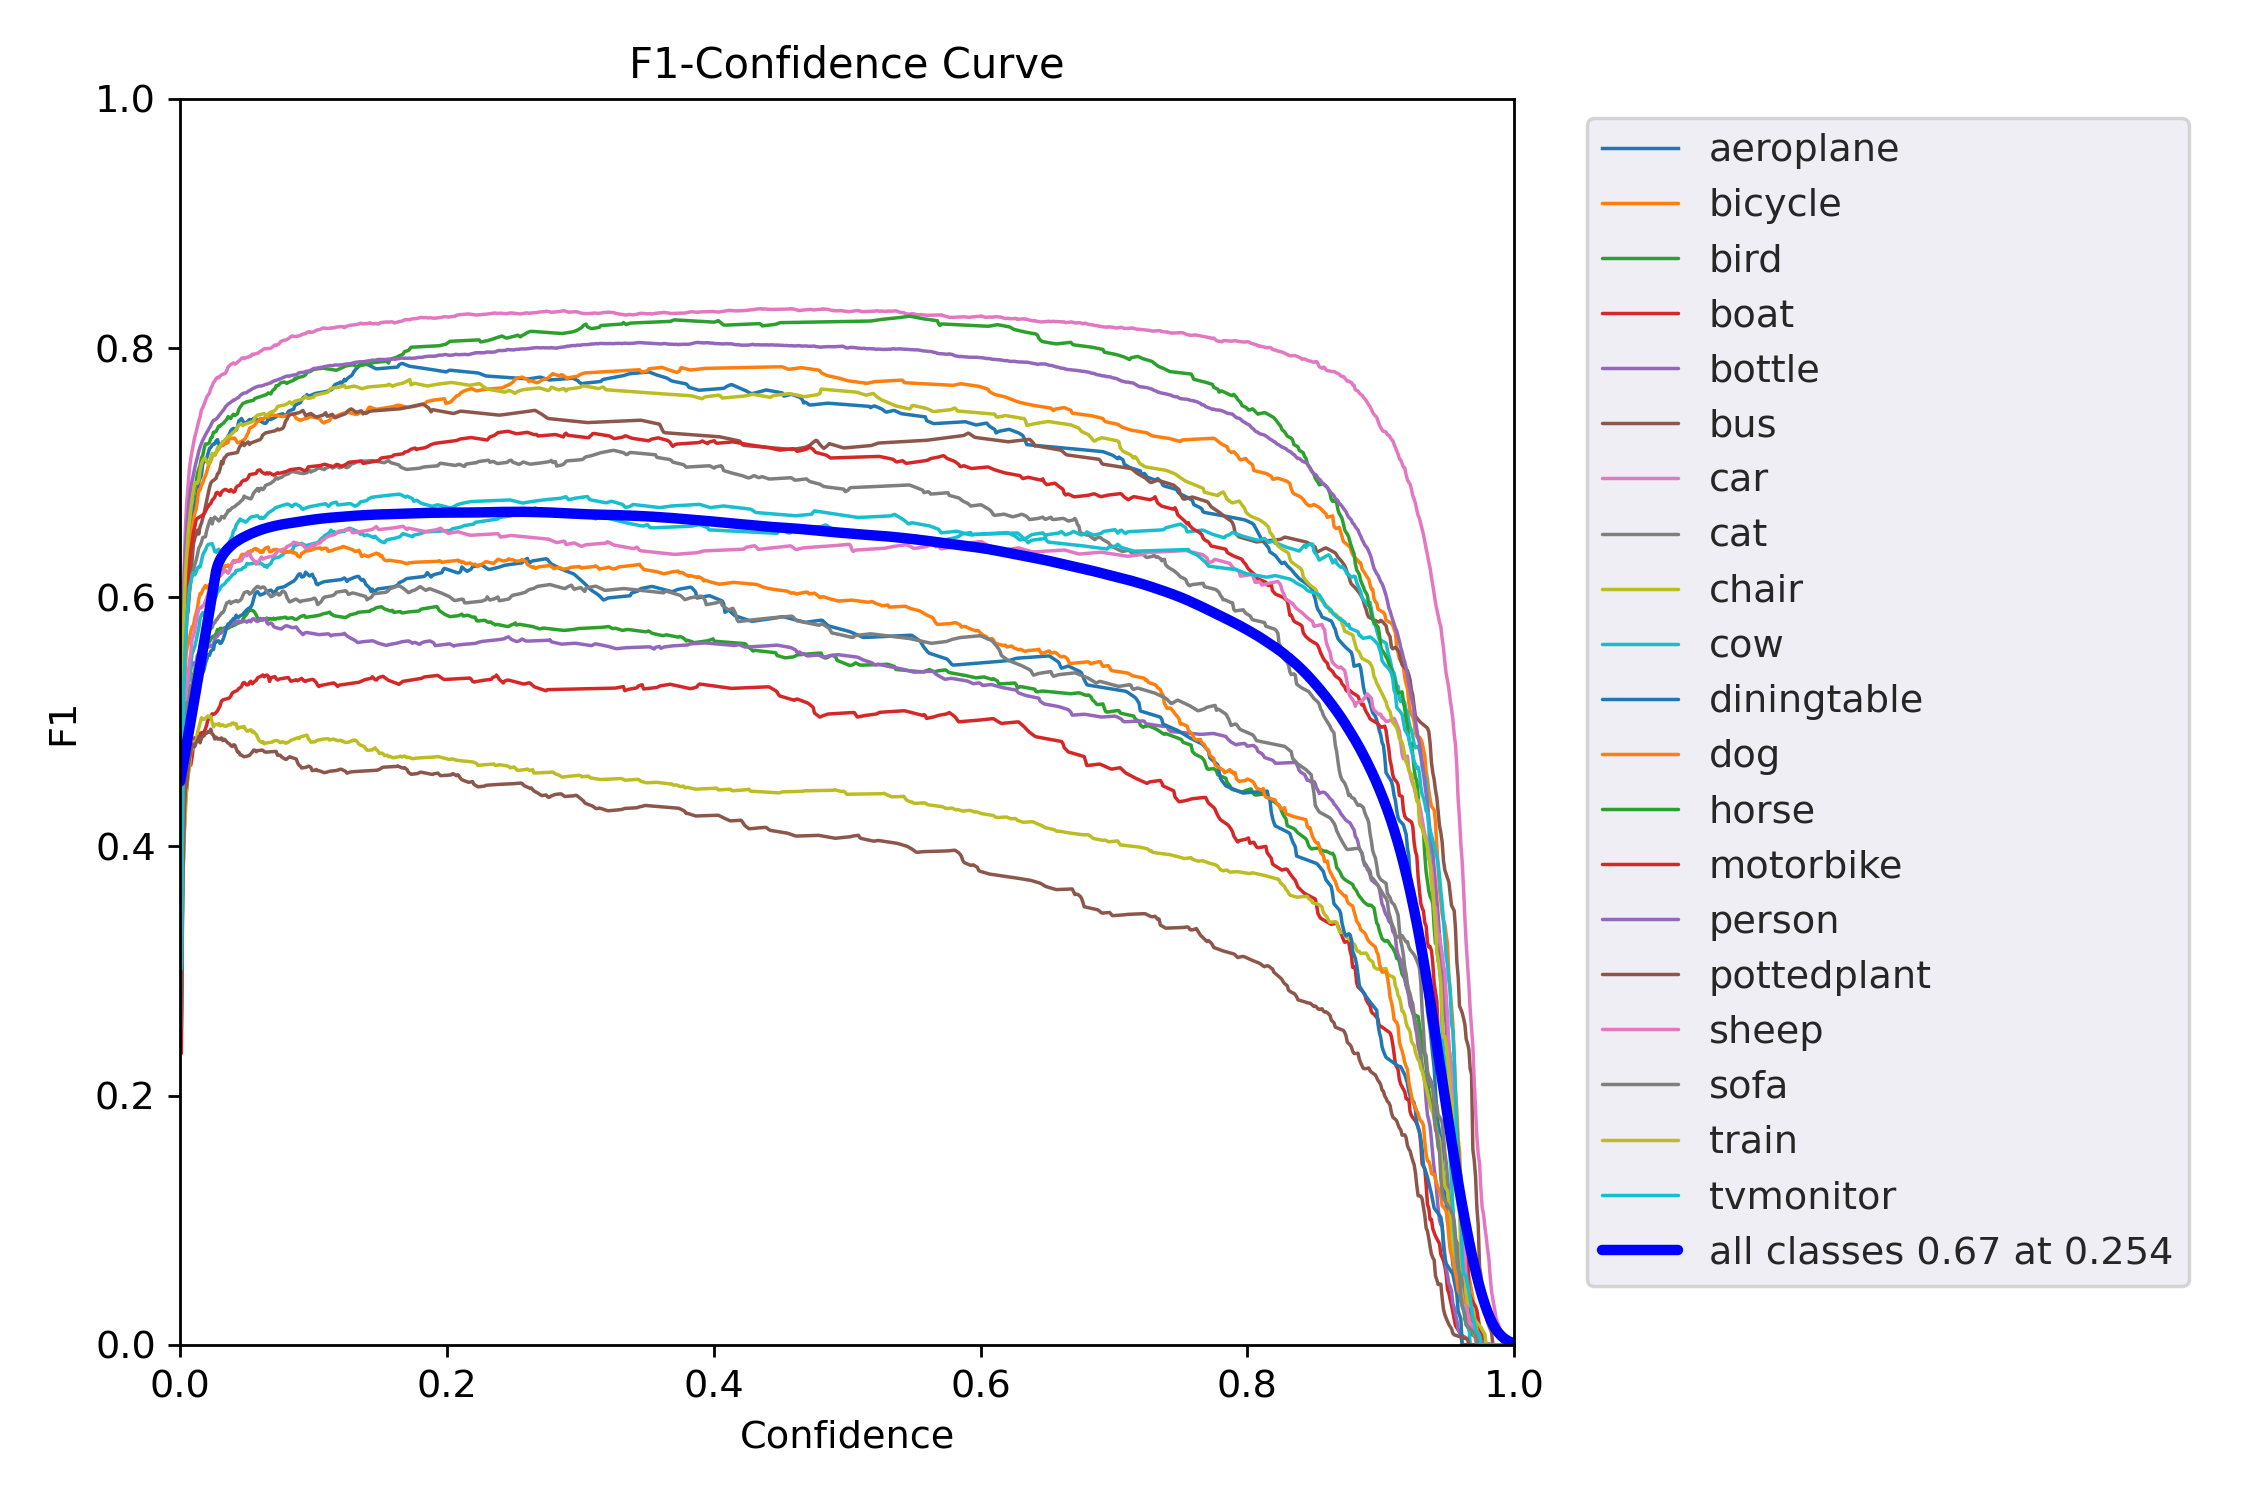 F1-Confidence Curve
1.0
0.8
0.6
0.4
0.2
0.0
F1
0.0 0.2 0.4 0.6 0.8 1.0
Confidence
aeroplane
bicycle
bird
boat
bottle
bus
car
cat
chair
cow
diningtable
dog
horse
motorbike
person
pottedplant
sheep
sofa
train
tvmonitor
all classes 0.67 at 0.254